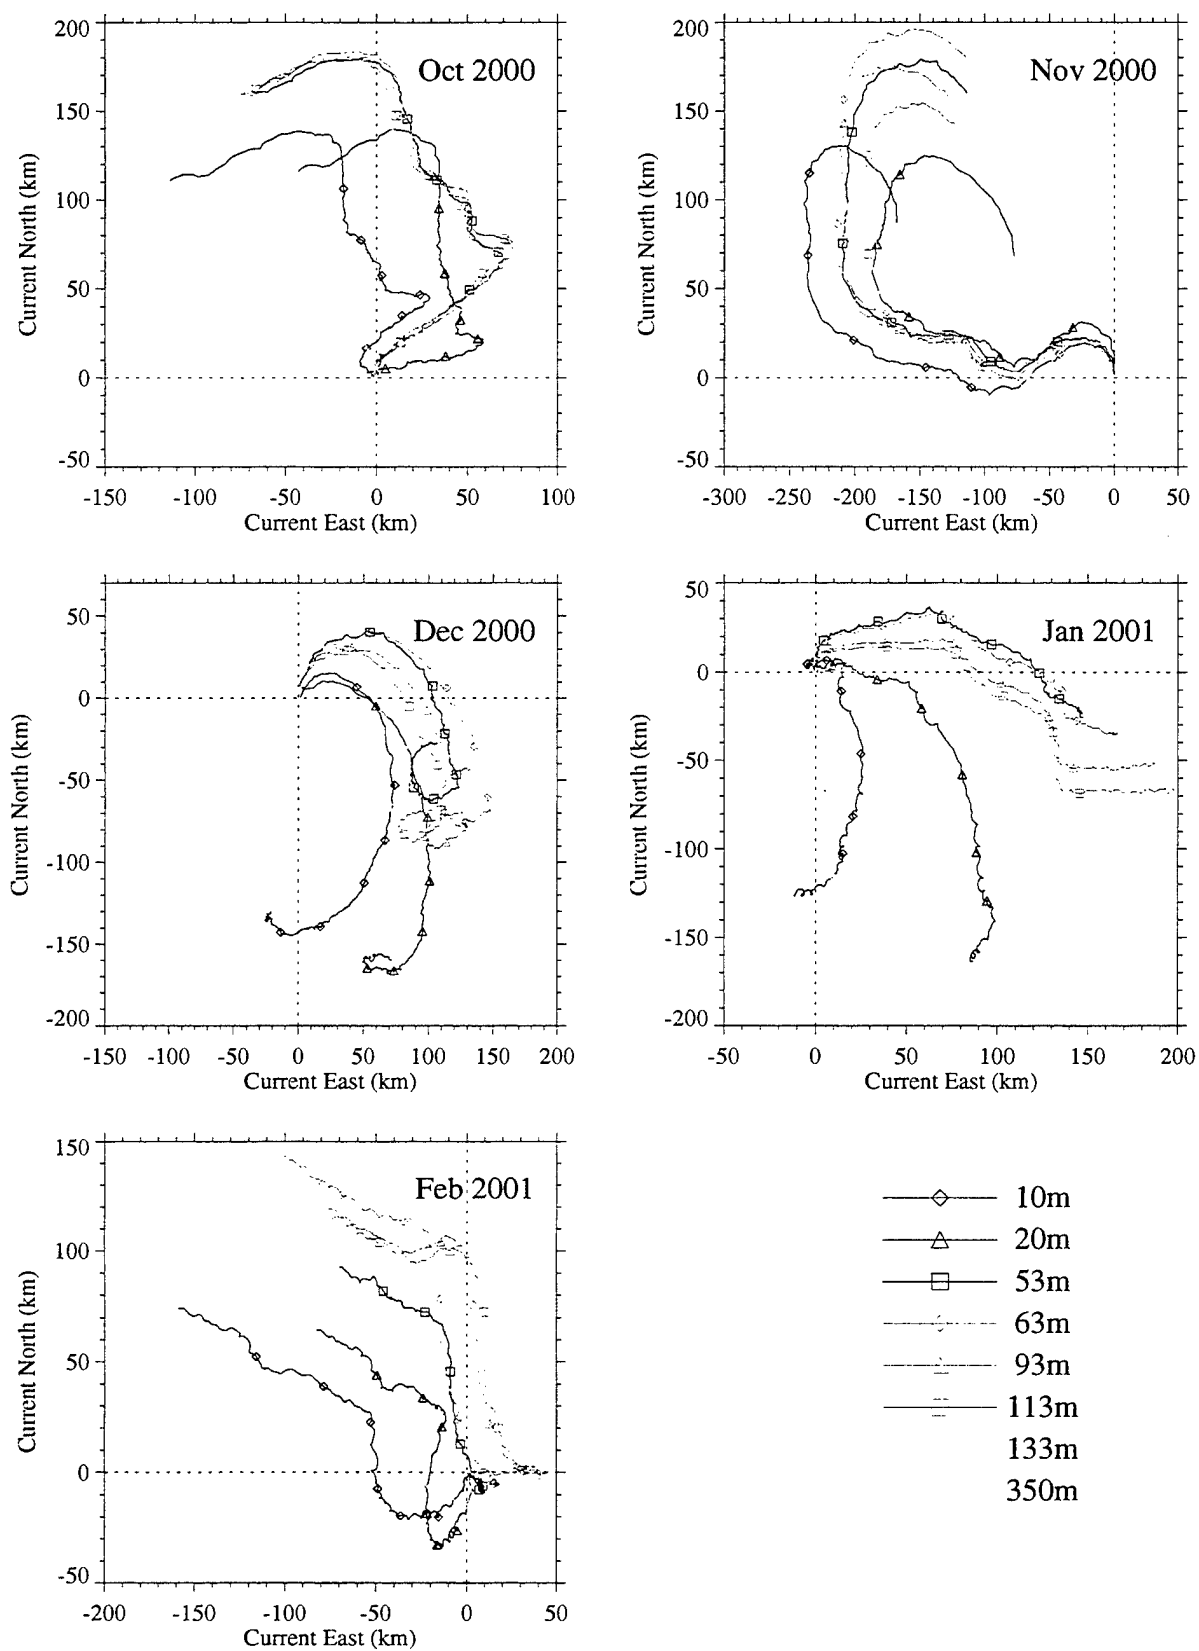 200
150
100
50
0
-50
Current North (km)
Oct 2000
-150 -100 -50 0 50 100
Current East (km)
200
150
100
50
0
-50
Current North (km)
Nov 2000
-300 -250 -200 -150 -100 -50 0 50
Current East (km)
50
0
-50
-100
-150
-200
Current North (km)
Dec 2000
-150 -100 -50 0 50 100 150 200
Current East (km)
50
0
-50
-100
-150
-200
Current North (km)
Jan 2001
-50 0 50 100 150 200
Current East (km)
150
100
50
0
-50
Current North (km)
Feb 2001
-200 -150 -100 -50 0 50
Current East (km)
10m
20m
53m
63m
93m
113m
133m
350m